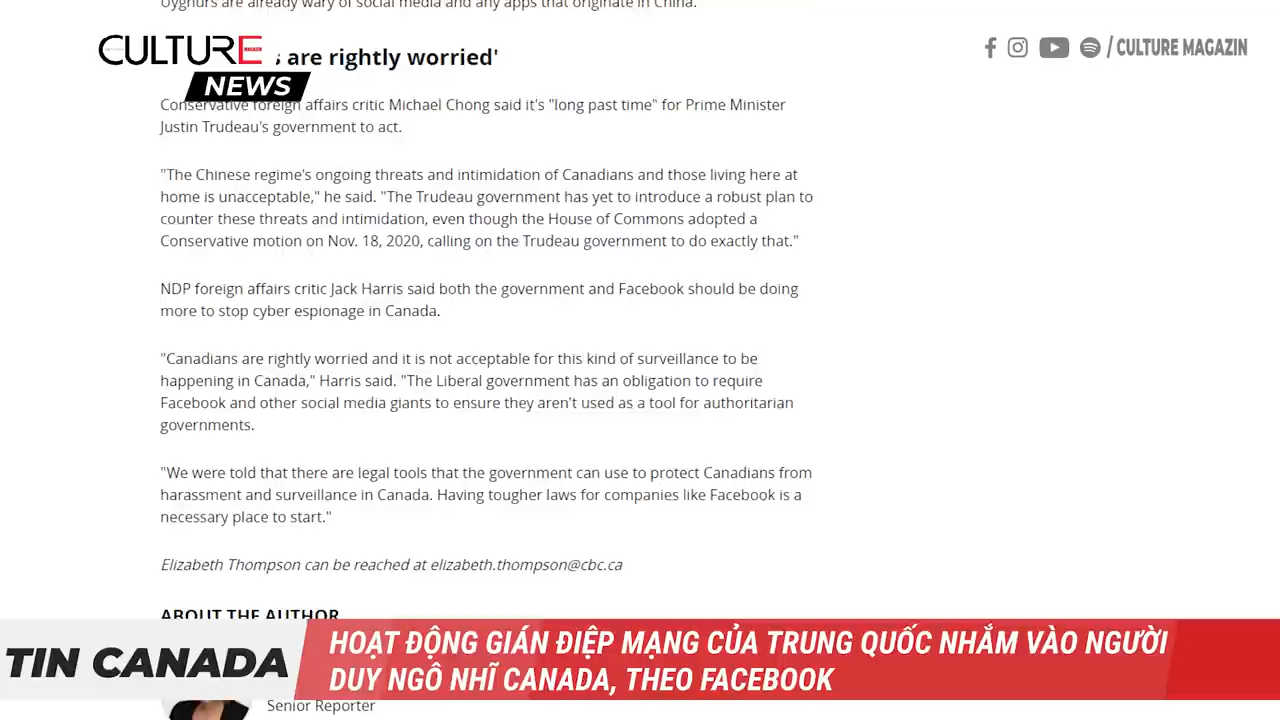 Uyghurs are already wary of social media and any apps that originate in China.
CULTURE
NEWS
/ CULTURE MAGAZIN
s are rightly worried'
Conservative foreign affairs critic Michael Chong said it's "long past time" for Prime Minister
Justin Trudeau's government to act.
"The Chinese regime's ongoing threats and intimidation of Canadians and those living here at
home is unacceptable," he said. "The Trudeau government has yet to introduce a robust plan to
counter these threats and intimidation, even though the House of Commons adopted a
Conservative motion on Nov. 18, 2020, calling on the Trudeau government to do exactly that."
NDP foreign affairs critic Jack Harris said both the government and Facebook should be doing
more to stop cyber espionage in Canada.
"Canadians are rightly worried and it is not acceptable for this kind of surveillance to be
happening in Canada," Harris said. "The Liberal government has an obligation to require
Facebook and other social media giants to ensure they aren't used as a tool for authoritarian
governments.
"We were told that there are legal tools that the government can use to protect Canadians from
harassment and surveillance in Canada. Having tougher laws for companies like Facebook is a
necessary place to start."
Elizabeth Thompson can be reached at elizabeth.thompson@cbc.ca
ABOUT THE AUTHOR
TIN CANADA
HOẠT ĐỘNG GIÁN ĐIỆP MẠNG CỦA TRUNG QUỐC NHẮM VÀO NGƯỜI
DUY NGÔ NHĨ CANADA, THEO FACEBOOK
Senior Reporter